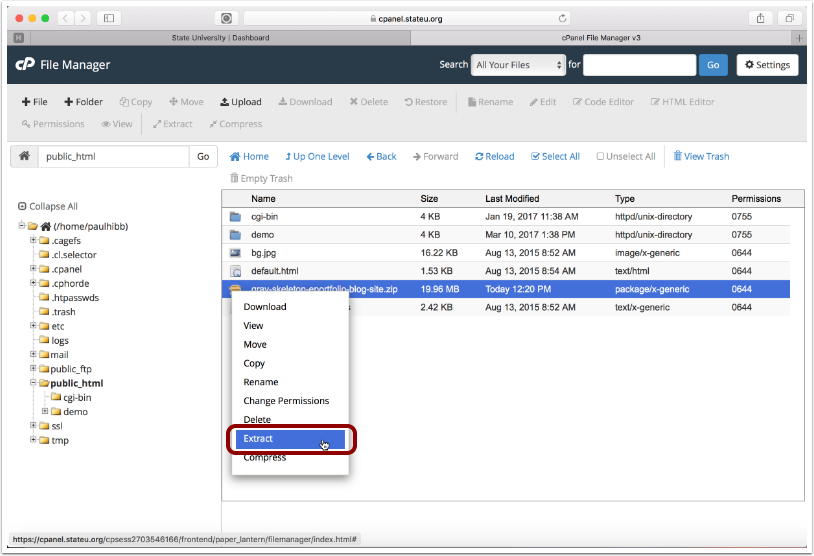 cpanel.stateu.org
H State University | Dashboard cPanel File Manager v3
cP File Manager Search All Your Files for Go Settings
File Folder Copy Move Upload Download Delete Restore Rename Edit Code Editor HTML Editor
Permissions View Extract Compress
public_html Go Home Up One Level Back Forward Reload Select All Unselect All View Trash
Empty Trash
Collapse All
(/home/paulhibb)
.cagefs
.cl.selector
.cpanel
.cphorde
.htpasswds
.trash
etc
logs
mail
public_ftp
public_html
cgi-bin
demo
ssl
tmp
Name Size Last Modified Type Permissions
cgi-bin 4 KB Jan 19, 2017 11:38 AM httpd/unix-directory 0755
demo 4 KB Mar 10, 2017 1:38 PM httpd/unix-directory 0755
bg.jpg 16.22 KB Aug 13, 2015 8:52 AM image/x-generic 0644
default.html 1.53 KB Aug 13, 2015 8:54 AM text/html 0644
gray-skeleton-eportfolio-blog-site.zip 19.96 MB Today 12:20 PM package/x-generic 0644
2.42 KB Aug 13, 2015 8:52 AM text/x-generic 0644
Download
View
Move
Copy
Rename
Change Permissions
Delete
Extract
Compress
https://cpanel.stateu.org/cpsess2703546166/frontend/paper_lantern/filemanager/index.html#